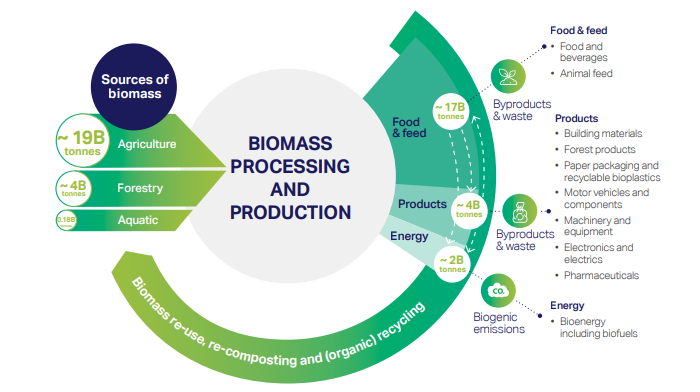 Sources of
biomass
~ 19B
tonnes
Agriculture
~ 4B
tonnes
Forestry
0.18B
Aquatic
BIOMASS
PROCESSING
AND
PRODUCTION
Food
& feed
~ 17B
tonnes
Products
~ 4B
tonnes
Energy
~ 2B
tonnes
Byproducts
& waste
Byproducts
& waste
CO₂
Biogenic
emissions
Biomass re-use, re-composting and (organic) recycling
Food & feed
• Food and
beverages
• Animal feed
Products
• Building materials
• Forest products
• Paper packaging and
recyclable bioplastics
• Motor vehicles and
components
• Machinery and
equipment
• Electronics and
electrics
• Pharmaceuticals
Energy
• Bioenergy
including biofuels